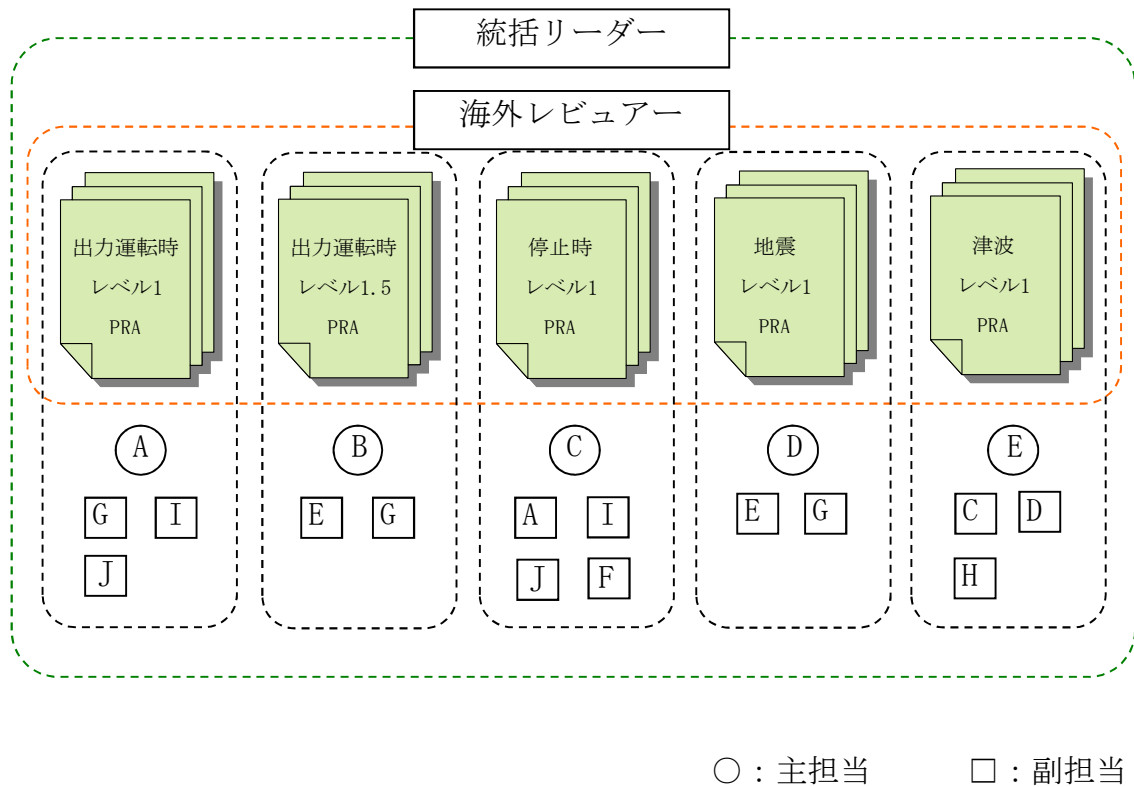 統括リーダー
海外レビュアー
出力運転時
レベル1
PRA
出力運転時
レベル1.5
PRA
停止時
レベル1
PRA
地震
レベル1
PRA
津波
レベル1
PRA
A
B
C
D
E
G I
E G
A I
E G
C D
J
J F
H
○：主担当 □：副担当